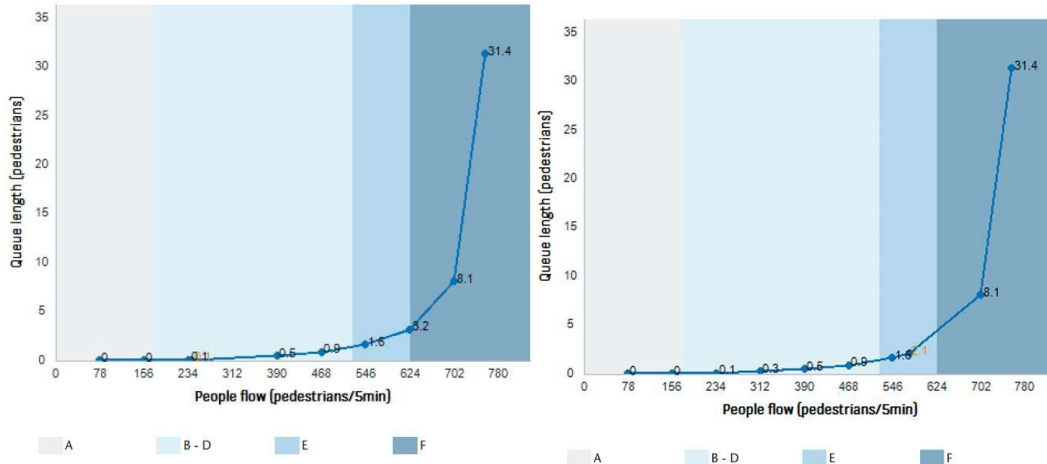 35
30
25
20
15
10
5
0
Queue length (pedestrians)
0 0 0.1 0.5 0.9 1.6 3.2 8.1 31.4
0 78 156 234 312 390 468 546 624 702 780
People flow (pedestrians/5min)
A B - D E F
35
30
25
20
15
10
5
0
Queue length (pedestrians)
0 0 0.1 0.3 0.5 0.9 1.6 2.1 8.1 31.4
0 78 156 234 312 390 468 546 624 702 780
People flow (pedestrians/5min)
A B - D E F